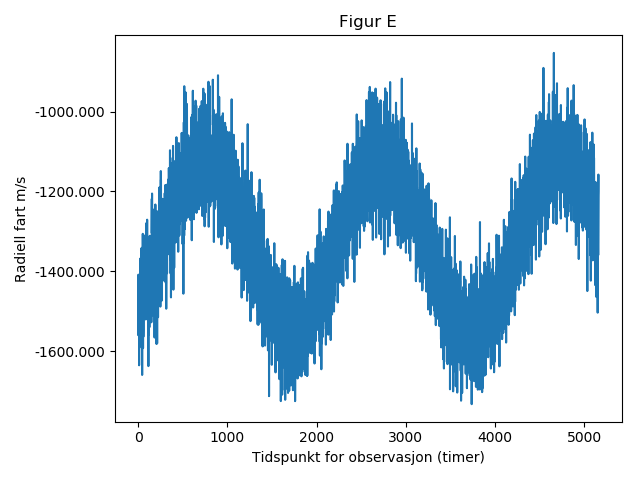 Figur E
Radiell fart m/s
-1000.000
-1200.000
-1400.000
-1600.000
0 1000 2000 3000 4000 5000
Tidspunkt for observasjon (timer)